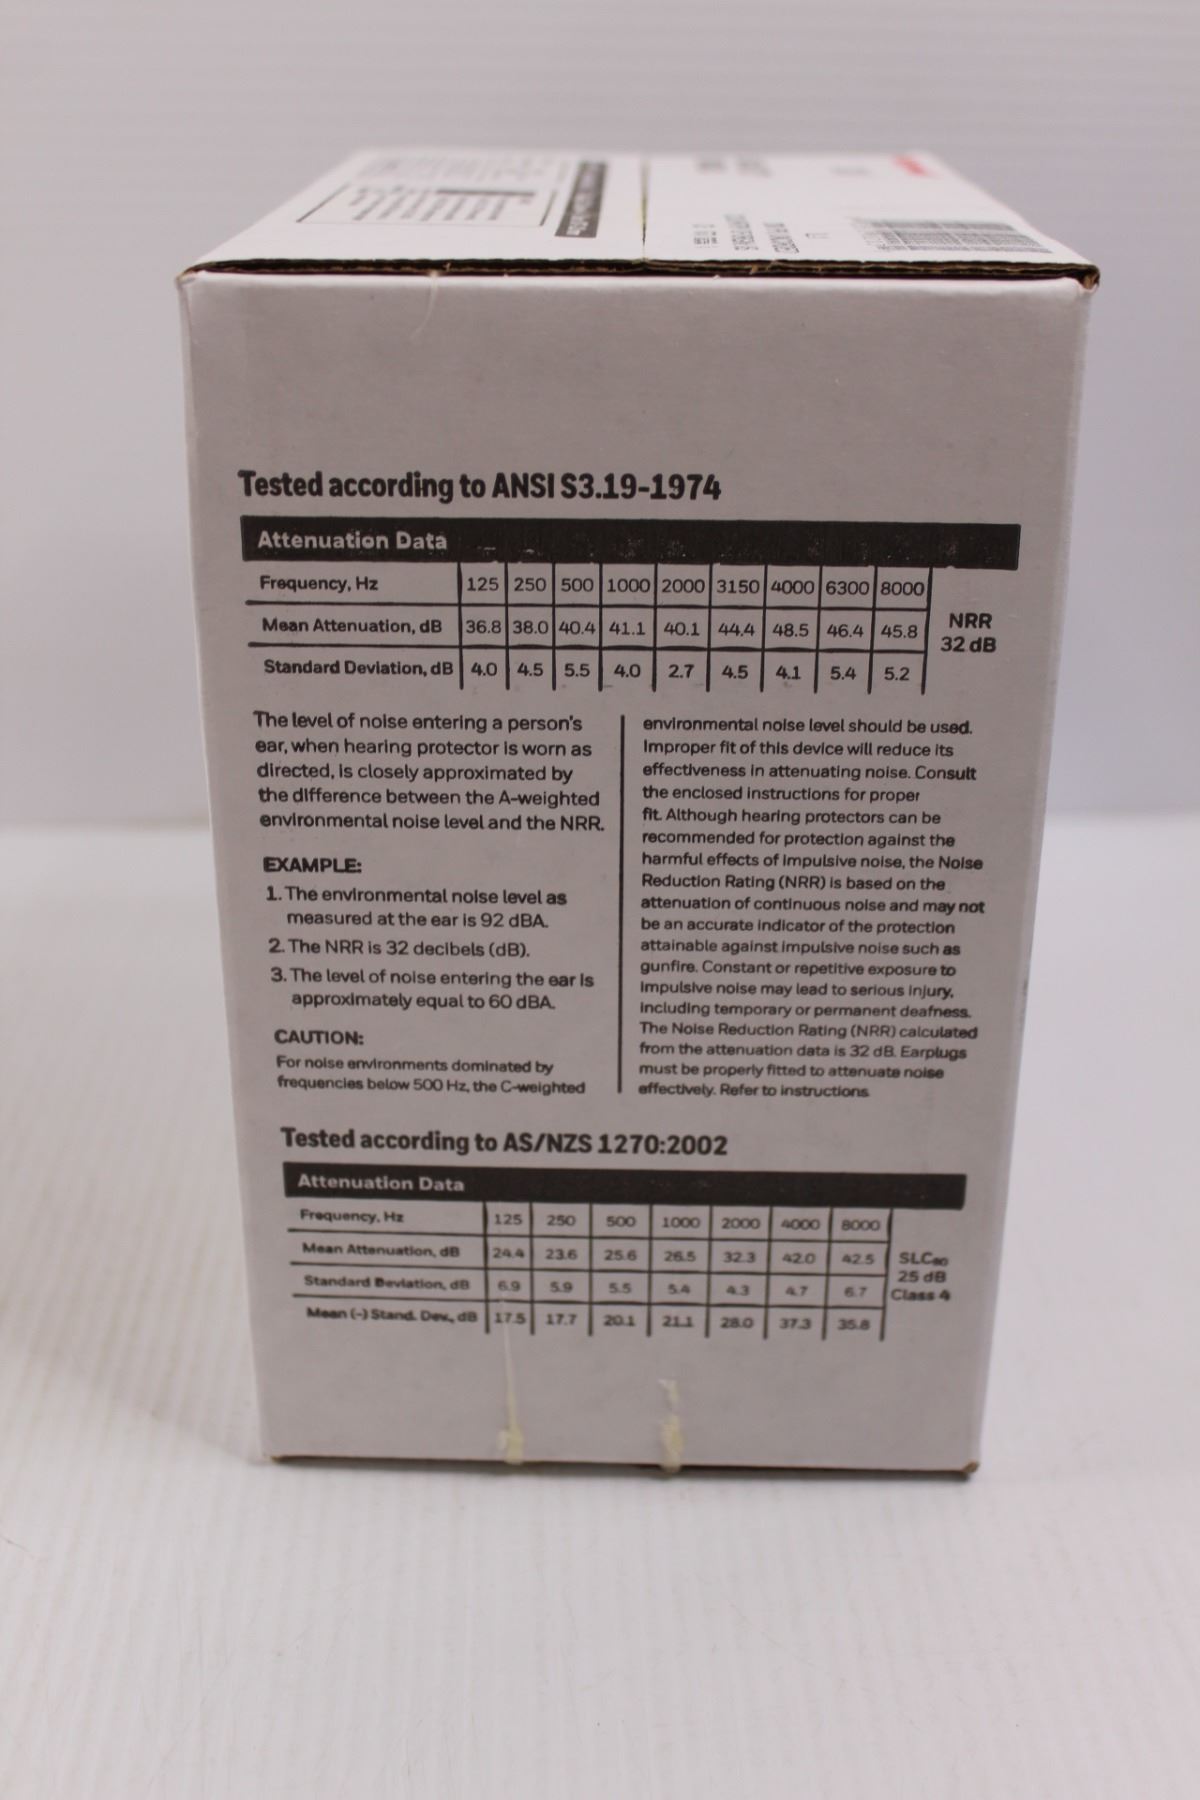 Tested according to ANSI S3.19-1974
Attenuation Data
Frequency, Hz 125 250 500 1000 2000 3150 4000 6300 8000
Mean Attenuation, dB 36.8 38.0 40.4 41.1 40.1 44.4 48.5 46.4 45.8
Standard Deviation, dB 4.0 4.5 5.5 4.0 2.7 4.5 4.1 5.4 5.2
NRR
32 dB
The level of noise entering a person's
ear, when hearing protector is worn as
directed, is closely approximated by
the difference between the A-weighted
environmental noise level and the NRR.
EXAMPLE:
1. The environmental noise level as
measured at the ear is 92 dBA.
2. The NRR is 32 decibels (dB).
3. The level of noise entering the ear is
approximately equal to 60 dBA.
CAUTION:
For noise environments dominated by
frequencies below 500 Hz, the C-weighted
environmental noise level should be used.
Improper fit of this device will reduce its
effectiveness in attenuating noise. Consult
the enclosed instructions for proper
fit. Although hearing protectors can be
recommended for protection against the
harmful effects of impulsive noise, the Noise
Reduction Rating (NRR) is based on the
attenuation of continuous noise and may not
be an accurate indicator of the protection
attainable against impulsive noise such as
gunfire. Constant or repetitive exposure to
impulsive noise may lead to serious injury,
including temporary or permanent deafness.
The Noise Reduction Rating (NRR) calculated
from the attenuation data is 32 dB. Earplugs
must be properly fitted to attenuate noise
effectively. Refer to instructions
Tested according to AS/NZS 1270:2002
Attenuation Data
Frequency, Hz 125 250 500 1000 2000 4000 8000
Mean Attenuation, dB 24.4 23.6 25.6 26.5 32.3 42.0 42.5
Standard Deviation, dB 6.9 5.9 5.5 5.4 4.3 4.7 6.7
Mean (-) Stand. Dev., dB 17.5 17.7 20.1 21.1 28.0 37.3 35.8
SLC80
25 dB
Class 4